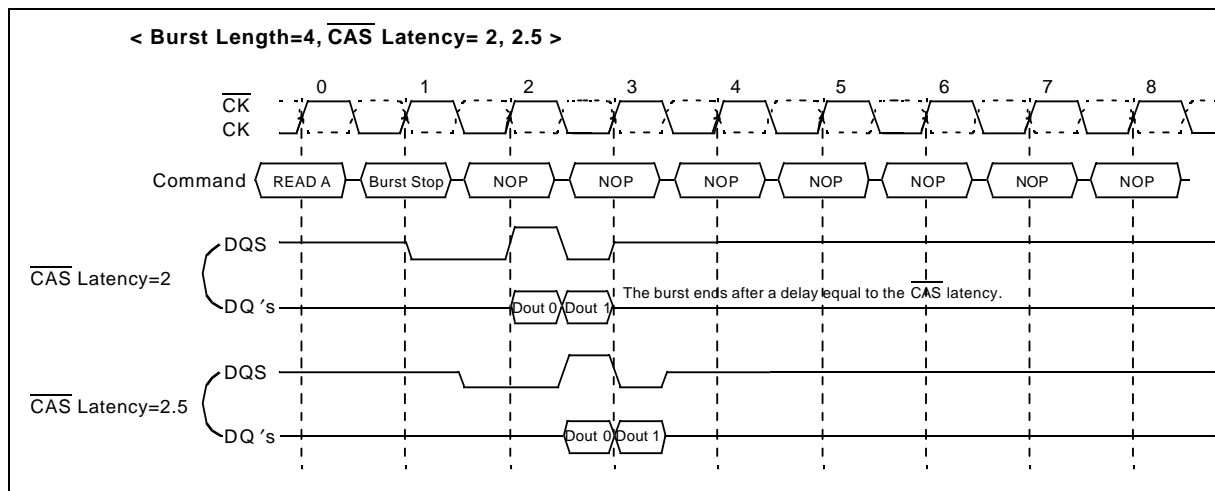 < Burst Length=4, CAS Latency= 2, 2.5 >
0 1 2 3 4 5 6 7 8
CK
CK
Command READ A Burst Stop NOP NOP NOP NOP NOP NOP NOP
DQS
CAS Latency=2
The burst ends after a delay equal to the CAS latency.
DQ 's Dout 0 Dout 1
DQS
CAS Latency=2.5
DQ 's Dout 0 Dout 1